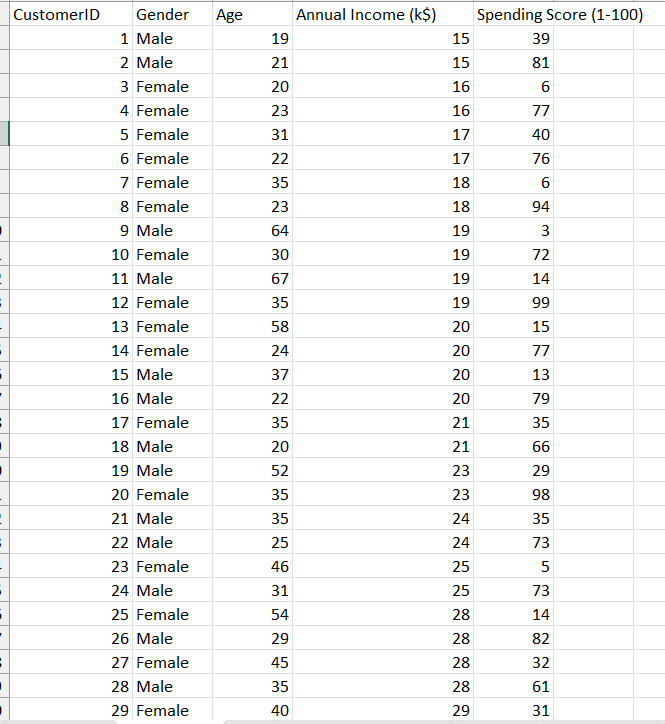 CustomerID Gender Age Annual Income (k$) Spending Score (1-100)
1 Male 19 15 39
2 Male 21 15 81
3 Female 20 16 6
4 Female 23 16 77
5 Female 31 17 40
6 Female 22 17 76
7 Female 35 18 6
8 Female 23 18 94
9 Male 64 19 3
10 Female 30 19 72
11 Male 67 19 14
12 Female 35 19 99
13 Female 58 20 15
14 Female 24 20 77
15 Male 37 20 13
16 Male 22 20 79
17 Female 35 21 35
18 Male 20 21 66
19 Male 52 23 29
20 Female 35 23 98
21 Male 35 24 35
22 Male 25 24 73
23 Female 46 25 5
24 Male 31 25 73
25 Female 54 28 14
26 Male 29 28 82
27 Female 45 28 32
28 Male 35 28 61
29 Female 40 29 31